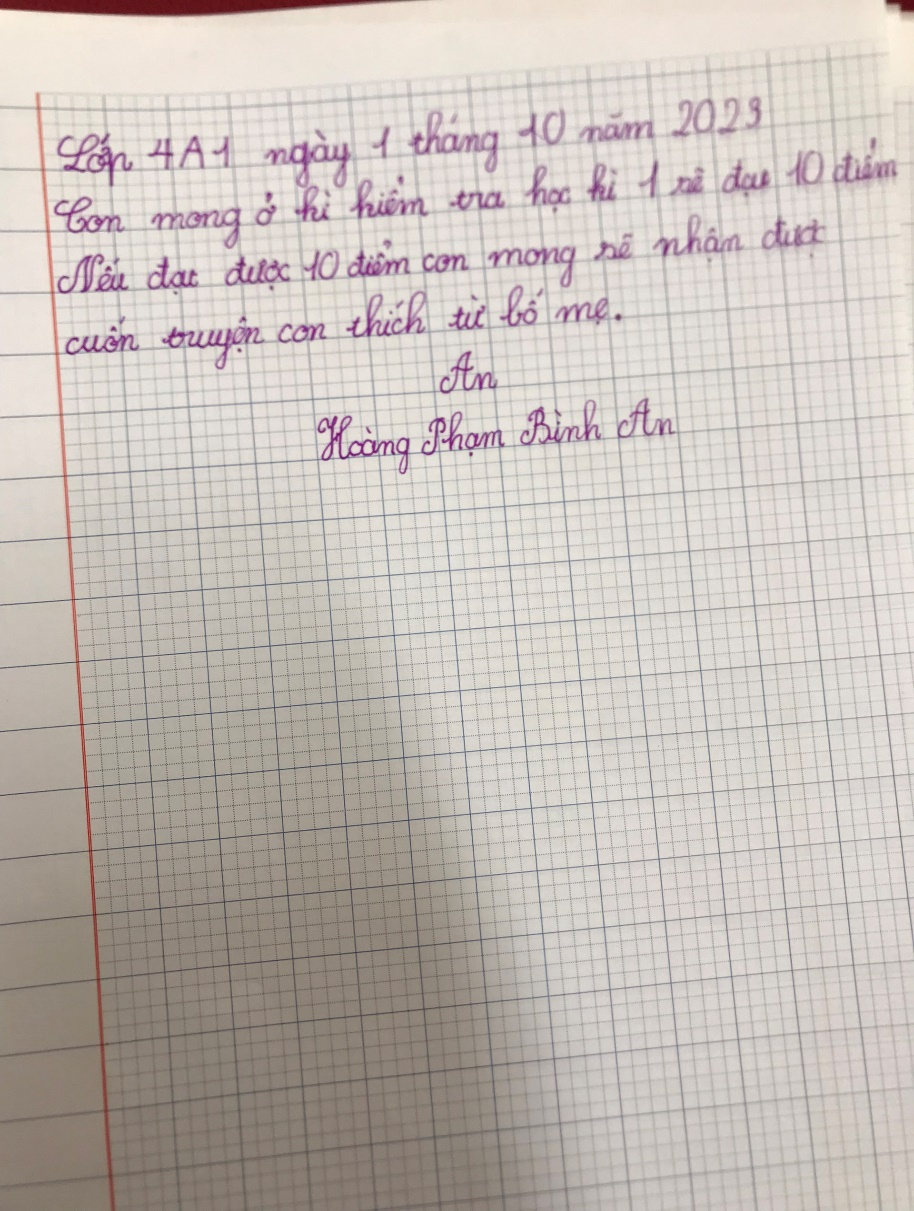 Lớp 4A1 ngày 1 tháng 10 năm 2023
Con mong ở kì kiểm tra học kì 1 sẽ đạt 10 điểm
Nếu đạt được 10 điểm con mong sẽ nhận được
cuốn truyện con thích từ bố mẹ.
An
Hoàng Phạm Bình An